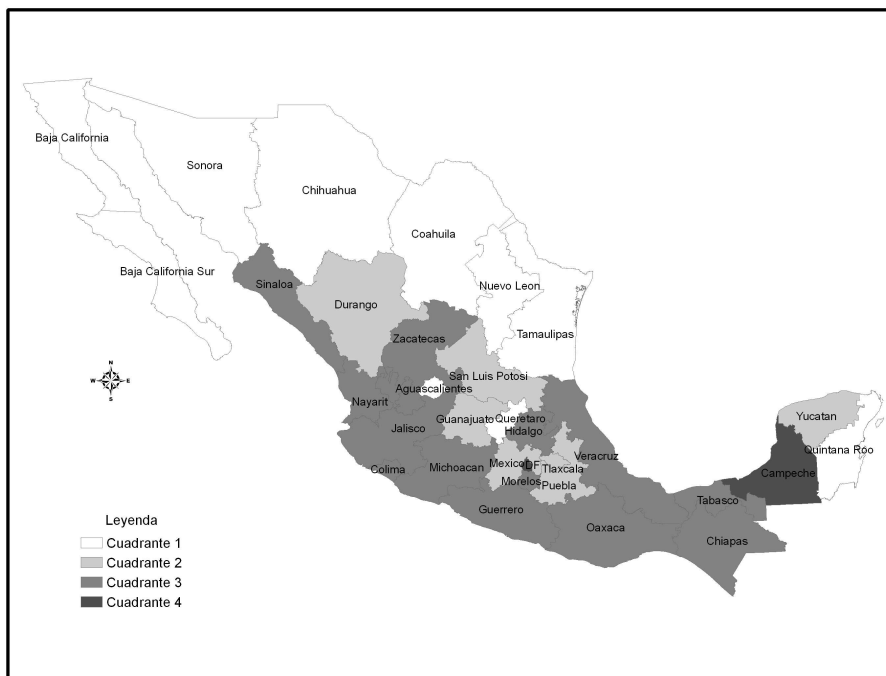 Baja California
Sonora
Chihuahua
Coahuila
Baja California Sur
Sinaloa
Nuevo Leon
Durango
Tamaulipas
Zacatecas
N
W E
S
San Luis Potosi
Aguascalientes
Nayarit
Guanajuato
Queretaro
Yucatan
Jalisco
Hidalgo
Quintana Roo
Veracruz
Mexico
DF
Colima
Michoacan
Tlaxcala
Campeche
Morelos
Puebla
Tabasco
Guerrero
Oaxaca
Chiapas
Leyenda
Cuadrante 1
Cuadrante 2
Cuadrante 3
Cuadrante 4